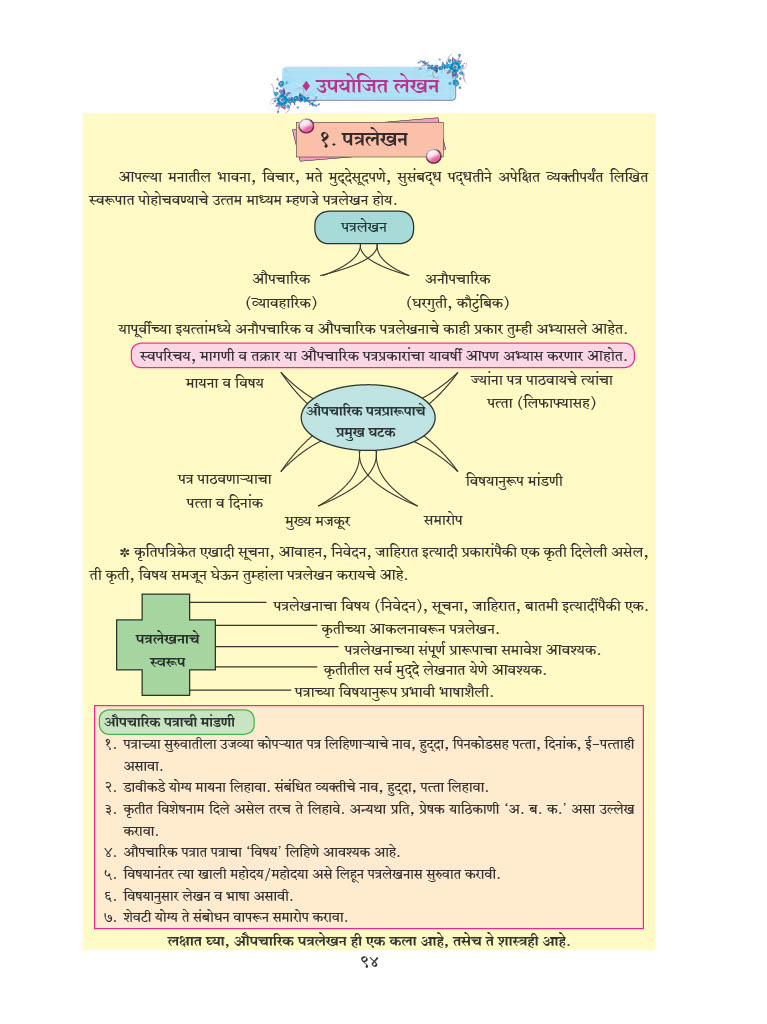 ♦ उपयोजित लेखन
१. पत्रलेखन
आपल्या मनातील भावना, विचार, मते मुद्देसूदपणे, सुसंबद्ध पद्धतीने अपेक्षित व्यक्तीपर्यंत लिखित
स्वरूपात पोहोचवण्याचे उत्तम माध्यम म्हणजे पत्रलेखन होय.
पत्रलेखन
औपचारिक
(व्यावहारिक)
अनौपचारिक
(घरगुती, कौटुंबिक)
यापूर्वीच्या इयत्तांमध्ये अनौपचारिक व औपचारिक पत्रलेखनाचे काही प्रकार तुम्ही अभ्यासले आहेत.
स्वपरिचय, मागणी व तक्रार या औपचारिक पत्रप्रकारांचा यावर्षी आपण अभ्यास करणार आहोत.
मायना व विषय
ज्यांना पत्र पाठवायचे त्यांचा
पत्ता (लिफाफ्यासह)
औपचारिक पत्रप्रारूपाचे
प्रमुख घटक
पत्र पाठवणाऱ्याचा
पत्ता व दिनांक
विषयानुरूप मांडणी
मुख्य मजकूर
समारोप
* कृतिपत्रिकेत एखादी सूचना, आवाहन, निवेदन, जाहिरात इत्यादी प्रकारांपैकी एक कृती दिलेली असेल,
ती कृती, विषय समजून घेऊन तुम्हांला पत्रलेखन करायचे आहे.
पत्रलेखनाचे
स्वरूप
पत्रलेखनाचा विषय (निवेदन), सूचना, जाहिरात, बातमी इत्यादींपैकी एक.
कृतीच्या आकलनावरून पत्रलेखन.
पत्रलेखनाच्या संपूर्ण प्रारूपाचा समावेश आवश्यक.
कृतीतील सर्व मुद्दे लेखनात येणे आवश्यक.
पत्राच्या विषयानुरूप प्रभावी भाषाशैली.
औपचारिक पत्राची मांडणी
१. पत्राच्या सुरुवातीला उजव्या कोपऱ्यात पत्र लिहिणाऱ्याचे नाव, हुद्दा, पिनकोडसह पत्ता, दिनांक, ई-पत्ताही
असावा.
२. डावीकडे योग्य मायना लिहावा. संबंधित व्यक्तीचे नाव, हुद्दा, पत्ता लिहावा.
३. कृतीत विशेषनाम दिले असेल तरच ते लिहावे. अन्यथा प्रति, प्रेषक याठिकाणी ‘अ. ब. क.’ असा उल्लेख
करावा.
४. औपचारिक पत्रात पत्राचा ‘विषय’ लिहिणे आवश्यक आहे.
५. विषयानंतर त्या खाली महोदय/महोदया असे लिहून पत्रलेखनास सुरुवात करावी.
६. विषयानुसार लेखन व भाषा असावी.
७. शेवटी योग्य ते संबोधन वापरून समारोप करावा.
लक्षात घ्या, औपचारिक पत्रलेखन ही एक कला आहे, तसेच ते शास्त्रही आहे.
९४